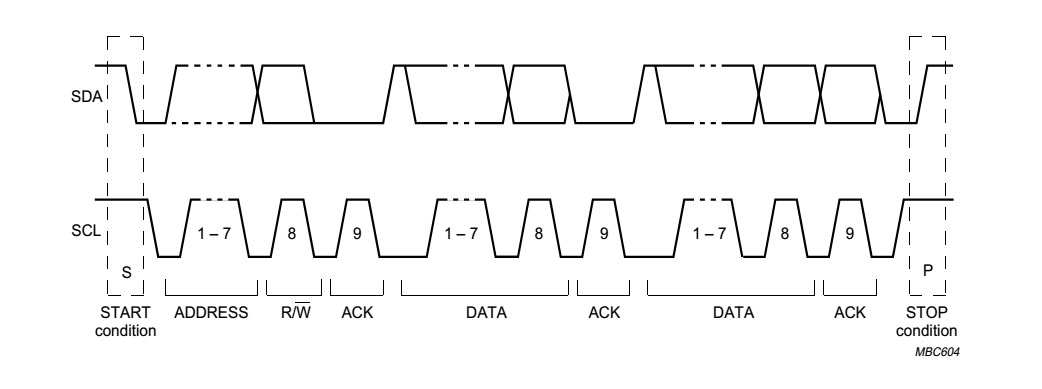 SDA
SCL
1 – 7
8
9
1 – 7
8
9
1 – 7
8
9
S
P
START
condition
ADDRESS
R/W̅
ACK
DATA
ACK
DATA
ACK
STOP
condition
MBC604